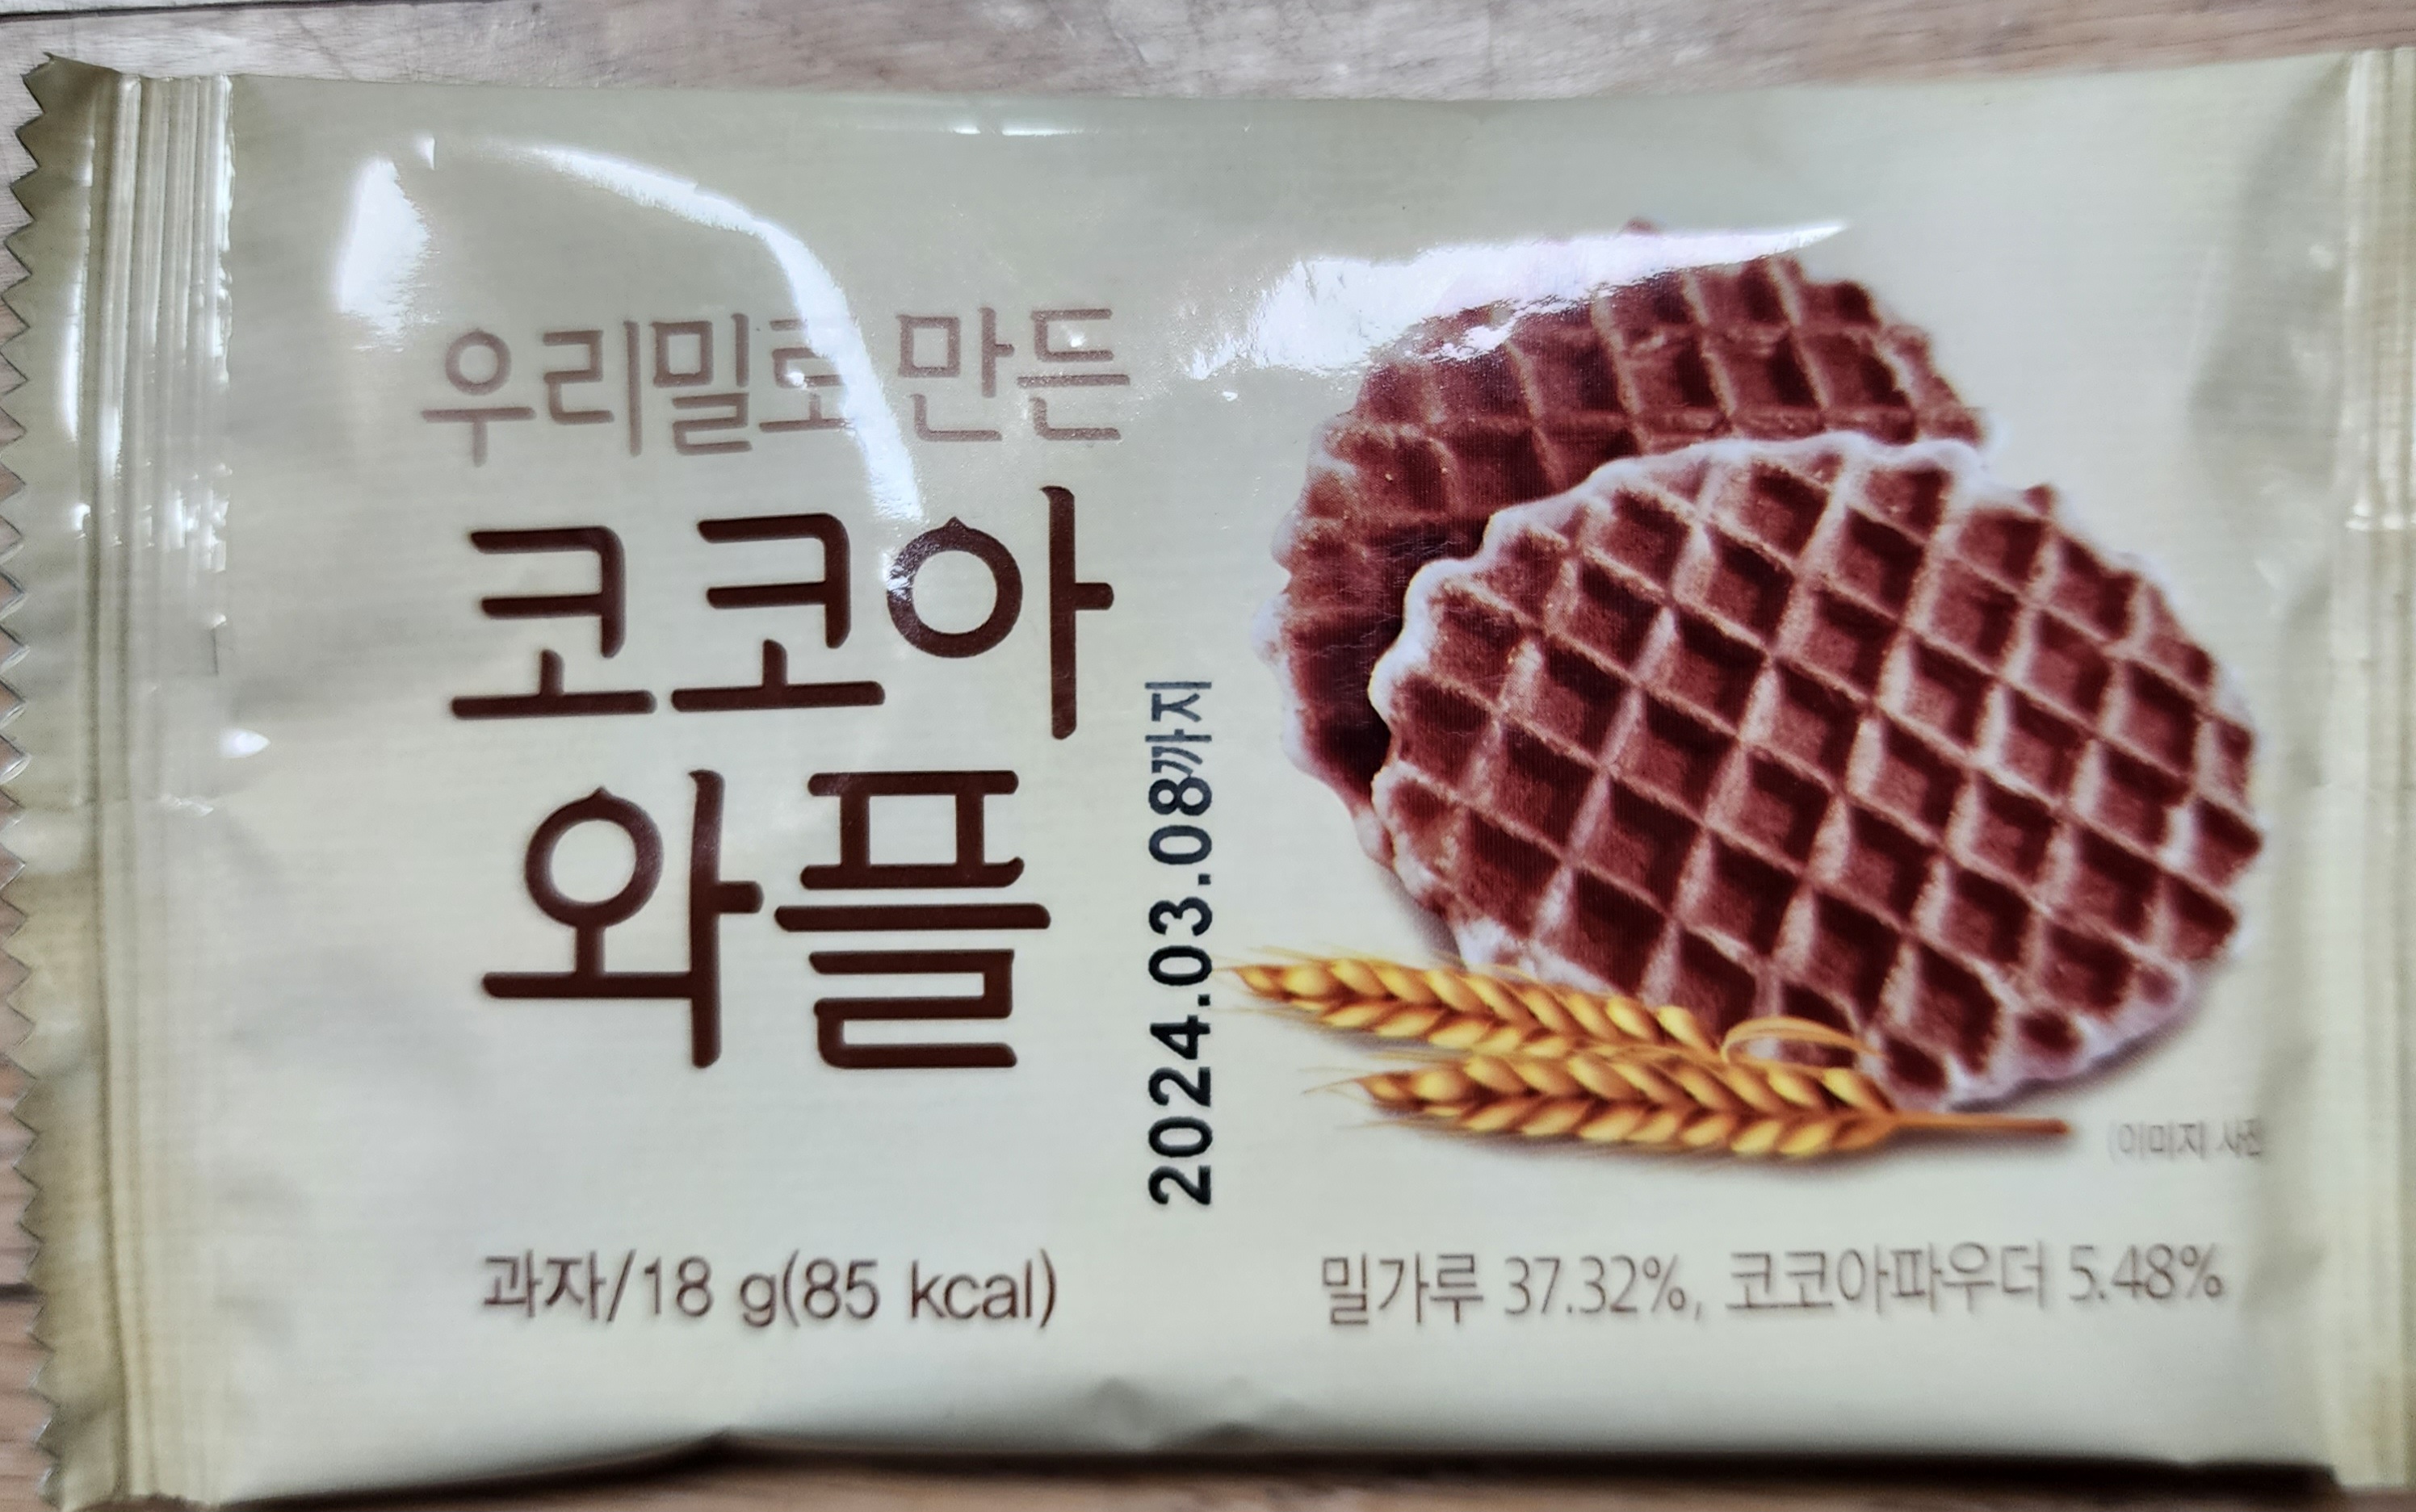 우리밀로 만든
코코아
와플
2024.03.08까지
(이미지 사진
과자/18 g(85 kcal)
밀가루 37.32%, 코코아파우더 5.48%